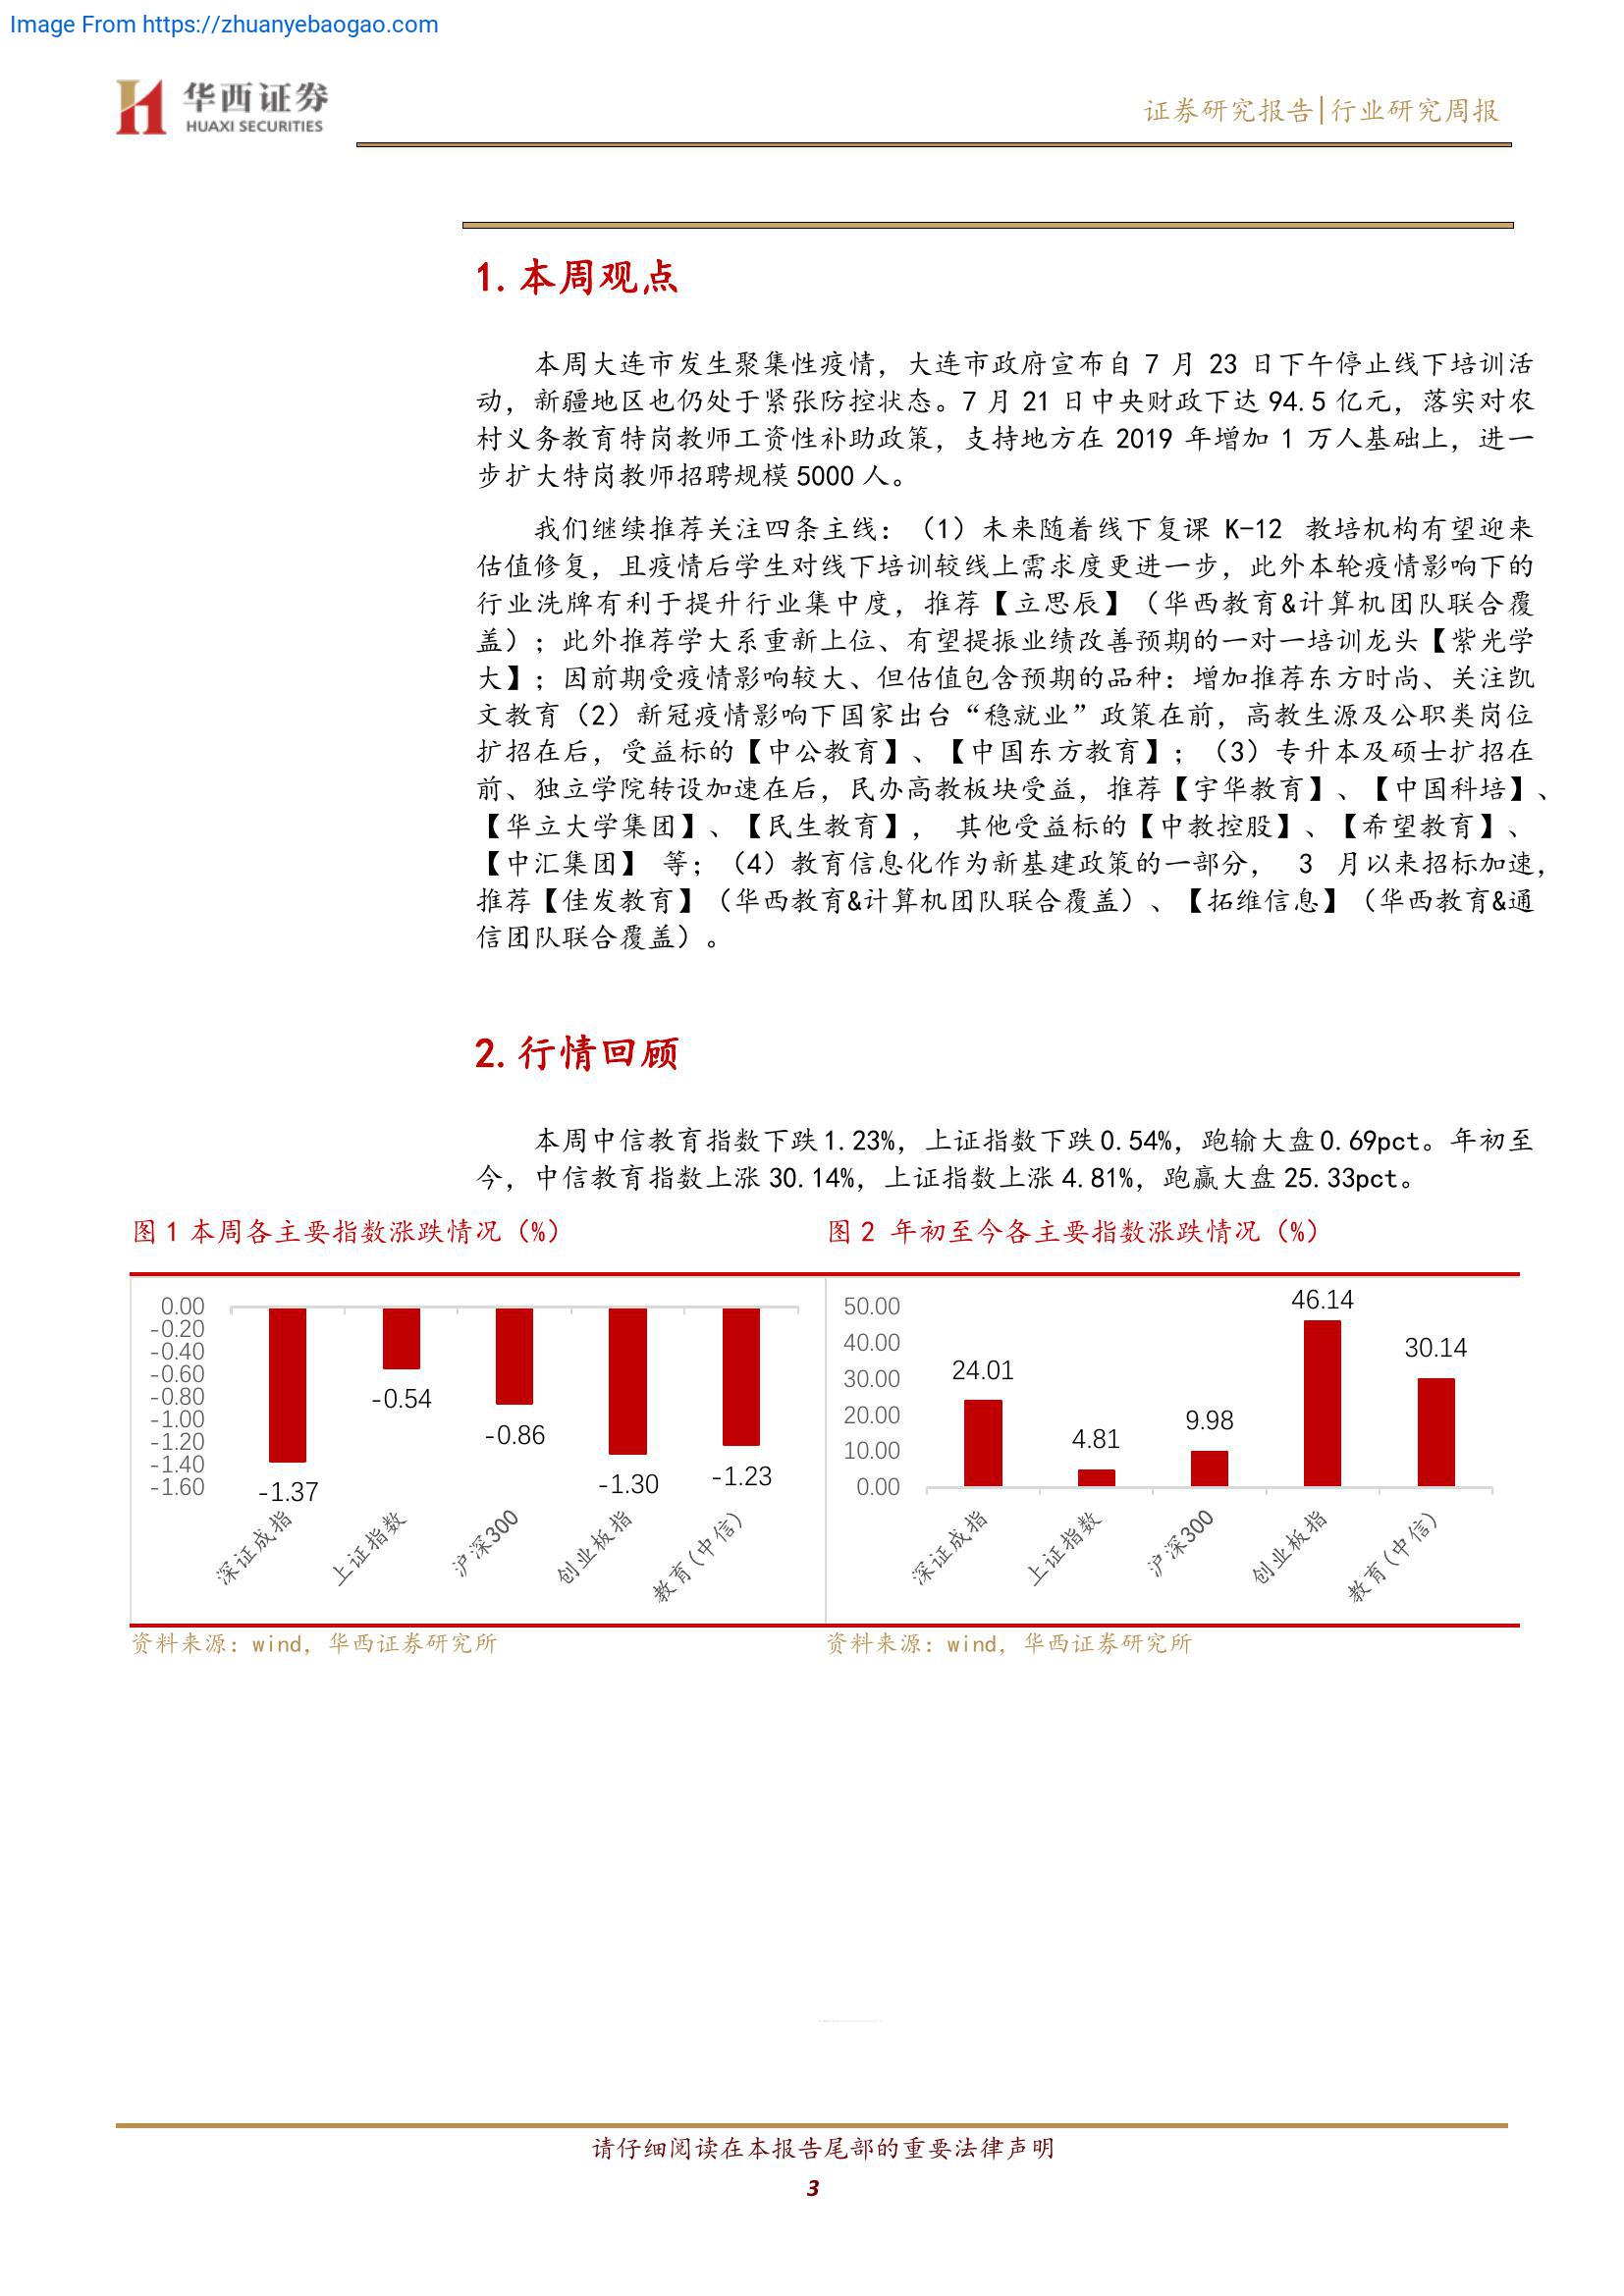 Image From https://zhuanyebaogao.com
华西证券
HUAXI SECURITIES
证券研究报告|行业研究周报
1.本周观点
本周大连市发生聚集性疫情，大连市政府宣布自 7 月 23 日下午停止线下培训活
动，新疆地区也仍处于紧张防控状态。7 月 21 日中央财政下达 94.5 亿元，落实对农
村义务教育特岗教师工资性补助政策，支持地方在 2019 年增加 1 万人基础上，进一
步扩大特岗教师招聘规模 5000 人。
我们继续推荐关注四条主线：（1）未来随着线下复课 K-12 教培机构有望迎来
估值修复，且疫情后学生对线下培训较线上需求度更进一步，此外本轮疫情影响下的
行业洗牌有利于提升行业集中度，推荐【立思辰】（华西教育&计算机团队联合覆
盖）；此外推荐学大系重新上位、有望提振业绩改善预期的一对一培训龙头【紫光学
大】；因前期受疫情影响较大、但估值包含预期的品种：增加推荐东方时尚、关注凯
文教育（2）新冠疫情影响下国家出台“稳就业”政策在前，高教生源及公职类岗位
扩招在后，受益标的【中公教育】、【中国东方教育】；（3）专升本及硕士扩招在
前、独立学院转设加速在后，民办高教板块受益，推荐【宇华教育】、【中国科培】、
【华立大学集团】、【民生教育】， 其他受益标的【中教控股】、【希望教育】、
【中汇集团】 等；（4）教育信息化作为新基建政策的一部分， 3 月以来招标加速，
推荐【佳发教育】（华西教育&计算机团队联合覆盖）、【拓维信息】（华西教育&通
信团队联合覆盖）。
2.行情回顾
本周中信教育指数下跌1.23%，上证指数下跌0.54%，跑输大盘0.69pct。年初至
今，中信教育指数上涨 30.14%，上证指数上涨 4.81%，跑赢大盘 25.33pct。
图 1 本周各主要指数涨跌情况（%）
0.00
-0.20
-0.40
-0.60
-0.80
-1.00
-1.20
-1.40
-1.60
-1.37
-0.54
-0.86
-1.30
-1.23
深证成指
上证指数
沪深300
创业板指
教育(中信)
资料来源：wind，华西证券研究所
图 2 年初至今各主要指数涨跌情况（%）
50.00
40.00
30.00
20.00
10.00
0.00
24.01
4.81
9.98
46.14
30.14
深证成指
上证指数
沪深300
创业板指
教育(中信)
资料来源：wind，华西证券研究所
请仔细阅读在本报告尾部的重要法律声明
3